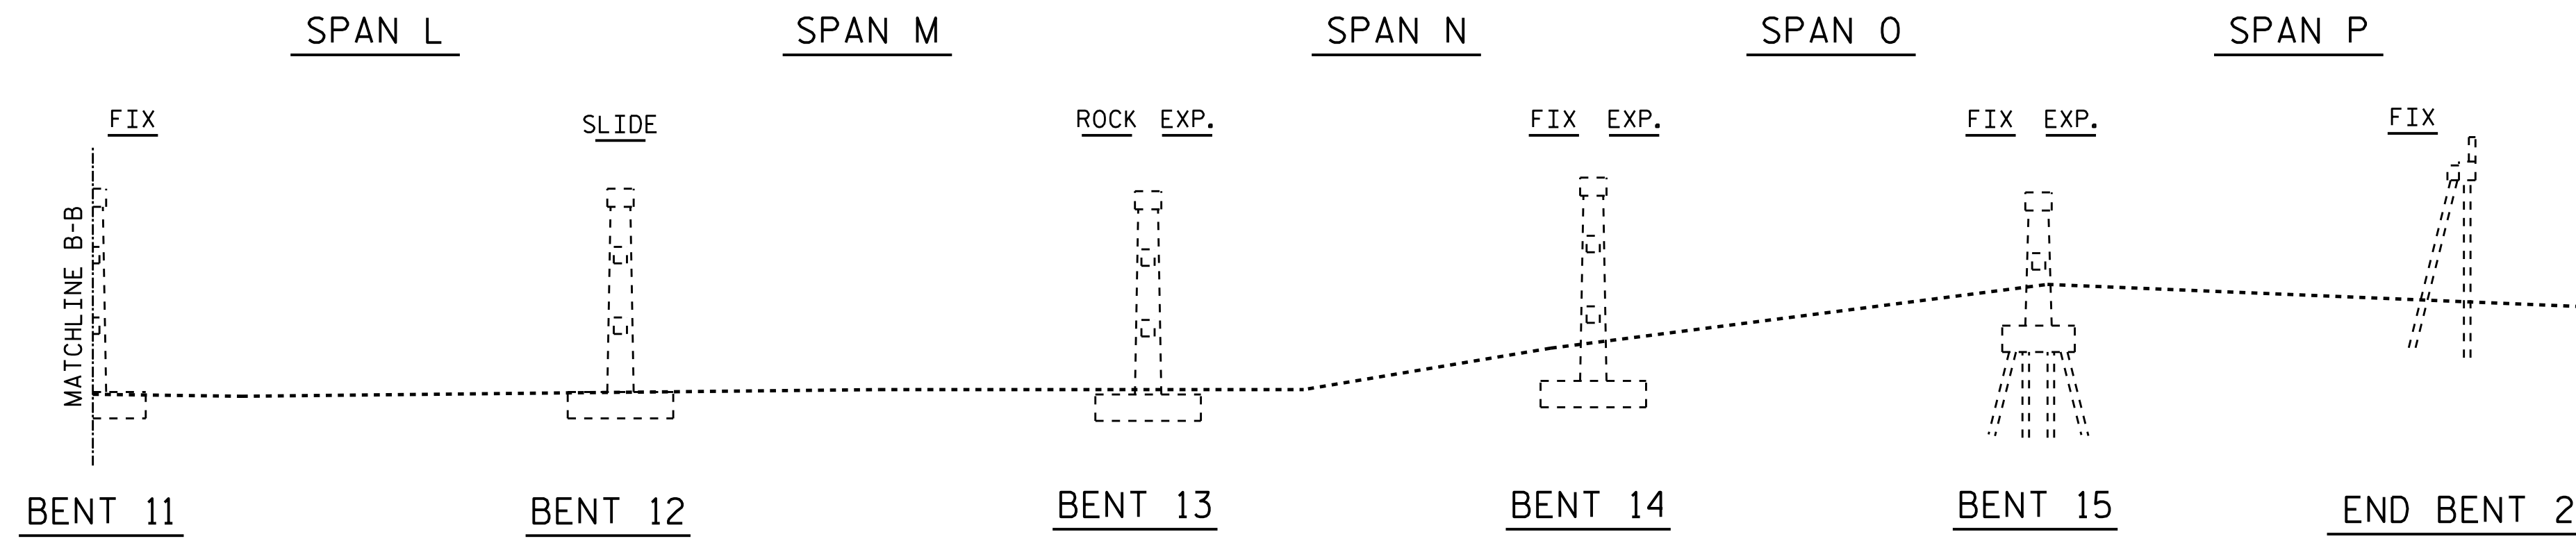 SPAN L SPAN M SPAN N SPAN O SPAN P
FIX SLIDE ROCK EXP. FIX EXP. FIX EXP. FIX
MATCHLINE B-B
BENT 11 BENT 12 BENT 13 BENT 14 BENT 15 END BENT 2